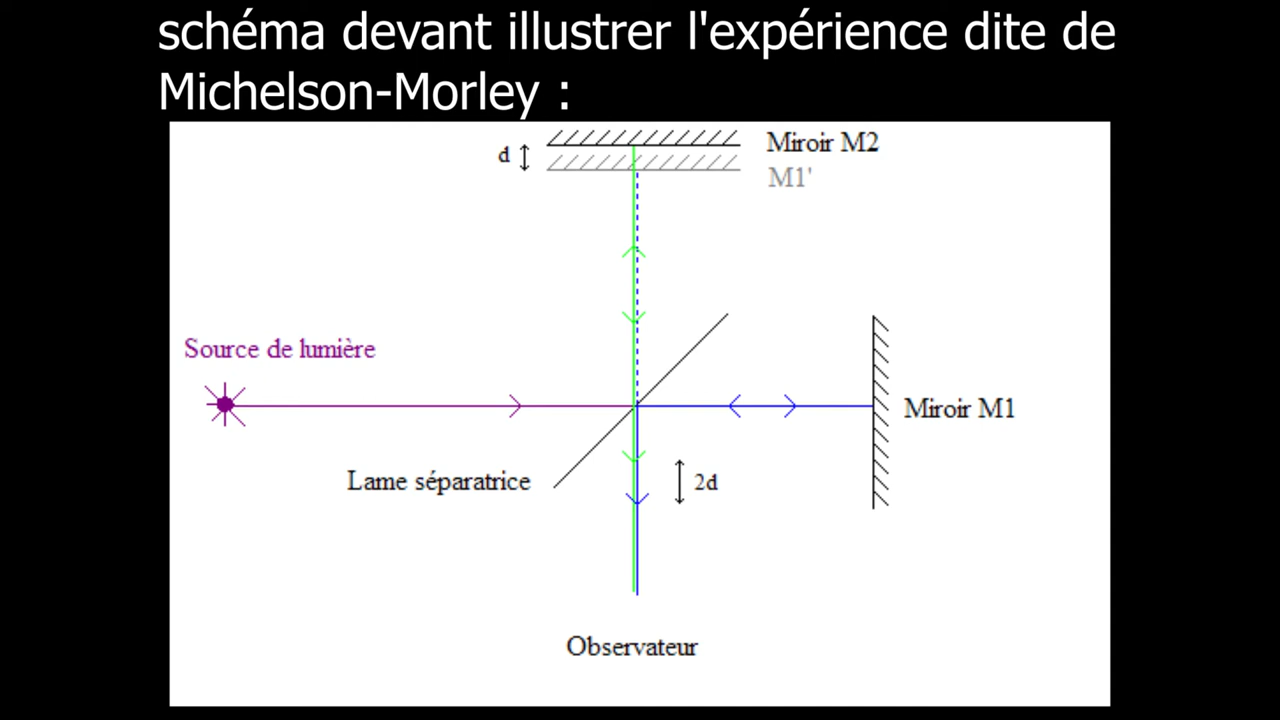 schéma devant illustrer l'expérience dite de
Michelson-Morley :
d
Miroir M2
M1'
Source de lumière
Miroir M1
Lame séparatrice
2d
Observateur